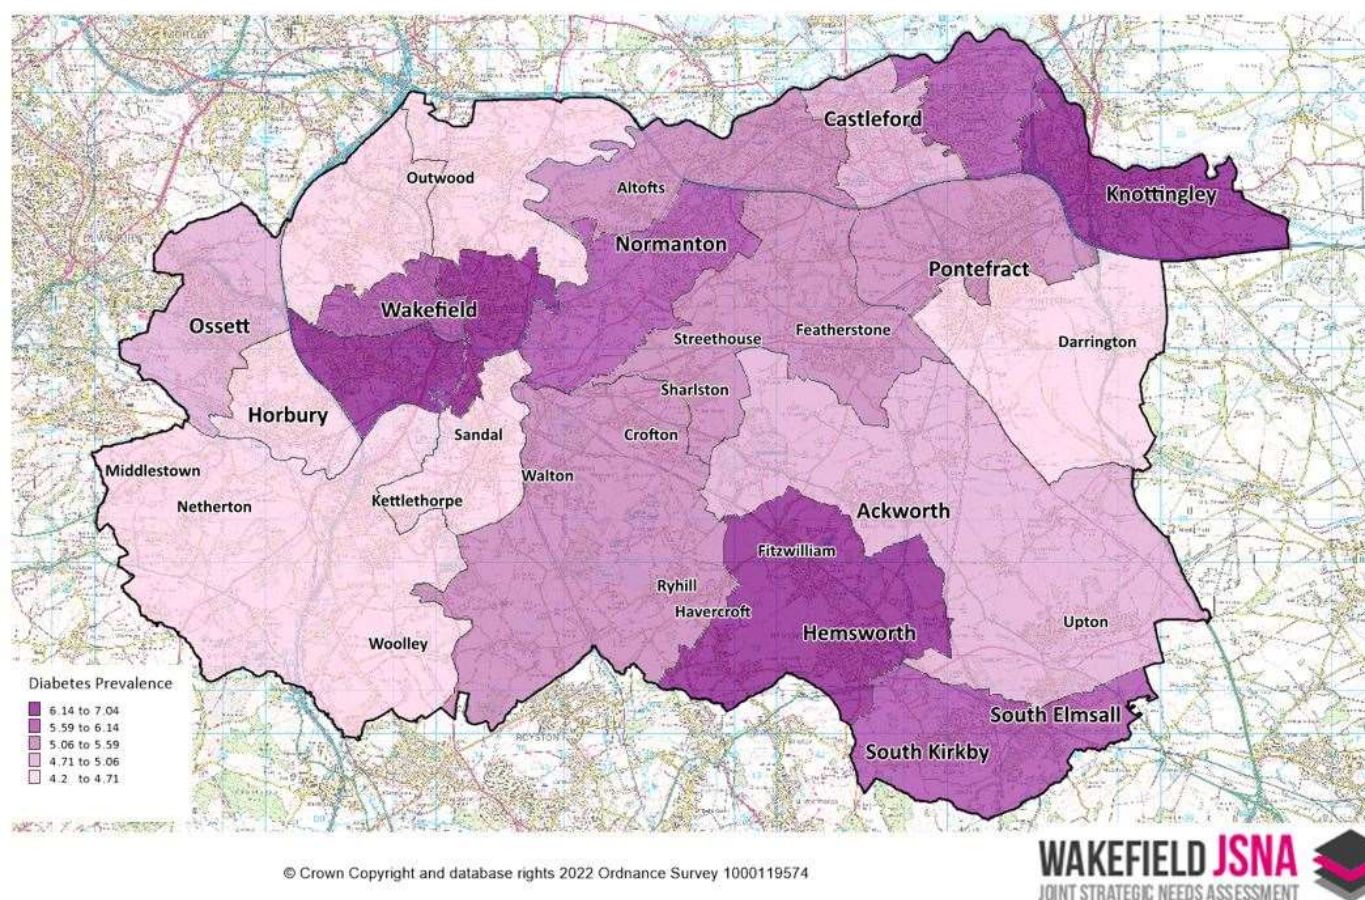 Castleford
Knottingley
Outwood
Altofts
Normanton
Pontefract
Wakefield
Ossett
Featherstone
Streethouse
Darrington
Sharlston
Horbury
Sandal
Crofton
Middlestown
Walton
Netherton
Kettlethorpe
Ackworth
Fitzwilliam
Ryhill
Havercroft
Hemsworth
Upton
Woolley
South Elmsall
South Kirkby
ROYSTON
Diabetes Prevalence
6.14 to 7.04
5.59 to 6.14
5.06 to 5.59
4.71 to 5.06
4.2 to 4.71
© Crown Copyright and database rights 2022 Ordnance Survey 1000119574
WAKEFIELD JSNA
JOINT STRATEGIC NEEDS ASSESSMENT